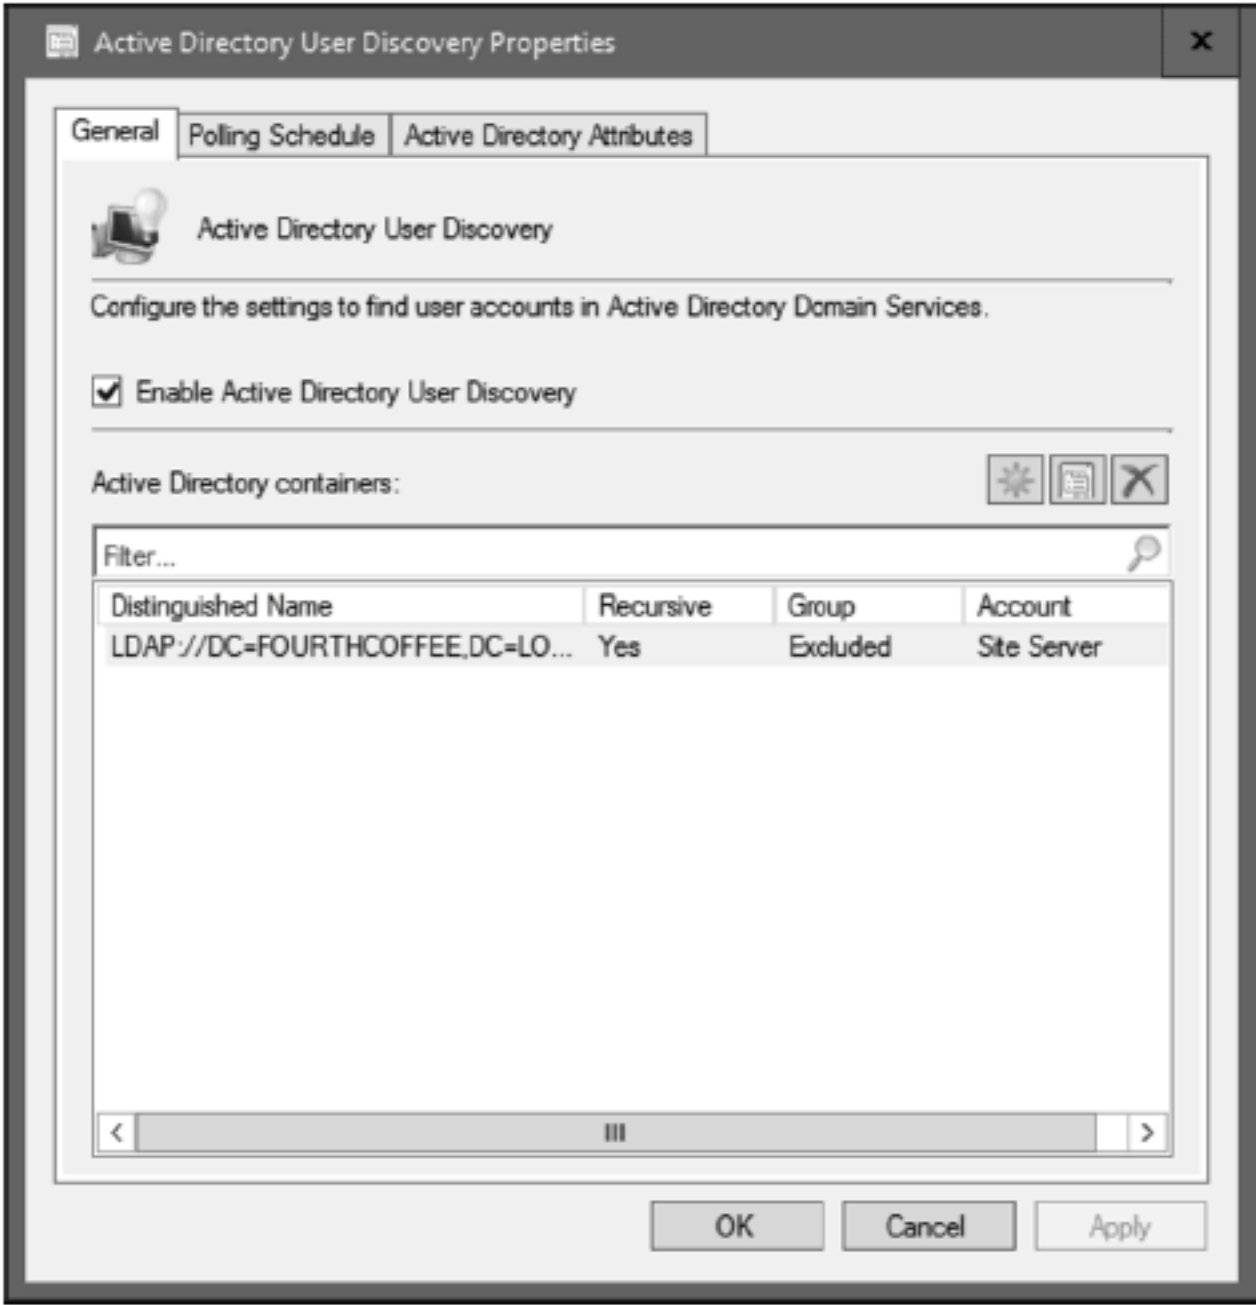 Active Directory User Discovery Properties
General Polling Schedule Active Directory Attributes
Active Directory User Discovery
Configure the settings to find user accounts in Active Directory Domain Services.
Enable Active Directory User Discovery
Active Directory containers:
Filter...
Distinguished Name Recursive Group Account
LDAP://DC=FOURTHCOFFEE,DC=LO... Yes Excluded Site Server
OK Cancel Apply